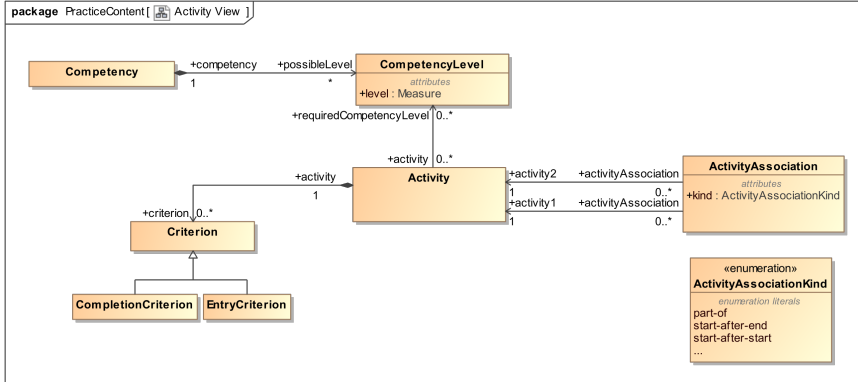 package PracticeContent [ Activity View ]
Competency
+competency
+possibleLevel
1
*
CompetencyLevel
attributes
+level : Measure
+requiredCompetencyLevel
0..*
+activity
0..*
Activity
+activity
1
+activity2
+activityAssociation
1
0..*
+activity1
+activityAssociation
1
0..*
ActivityAssociation
attributes
+kind : ActivityAssociationKind
+criterion
0..*
Criterion
CompletionCriterion
EntryCriterion
«enumeration»
ActivityAssociationKind
enumeration literals
part-of
start-after-end
start-after-start
...